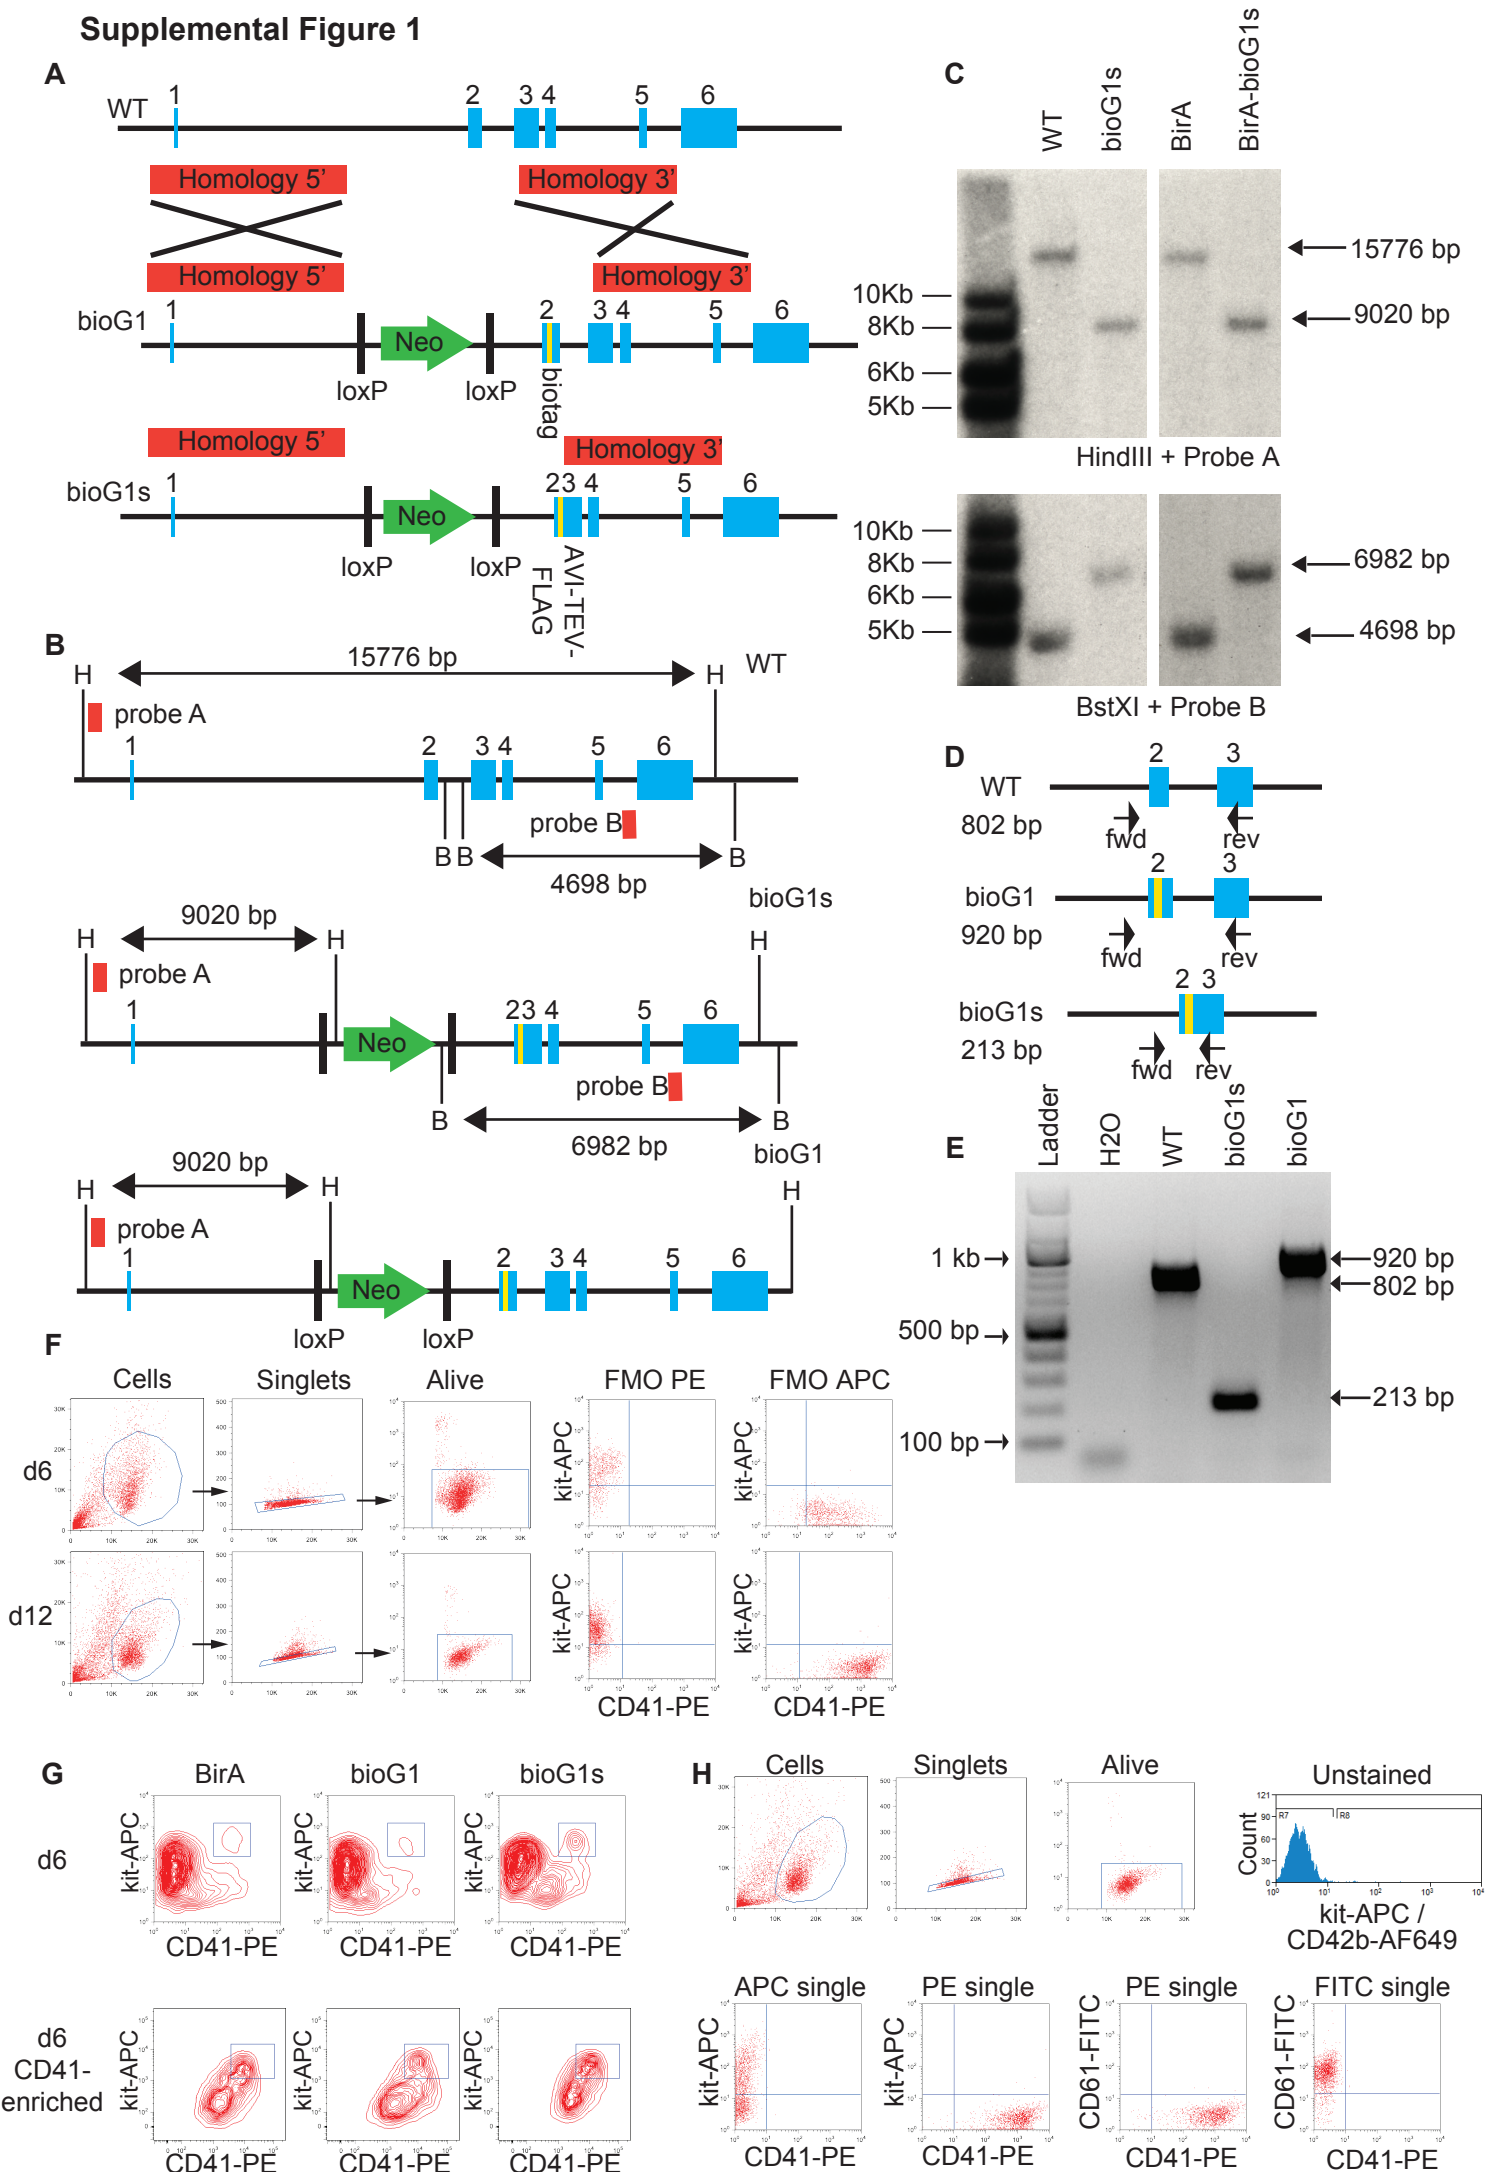 Supplemental Figure 1
A
WT
1 2 3 4 5 6
Homology 5’ Homology 3’
Homology 5’ Homology 3’
bioG1
1 2 3 4 5 6
Neo
loxP loxP
biotag
Homology 5’ Homology 3’
bioG1s
1 23 4 5 6
Neo
loxP loxP
AVI-TEV-
FLAG
B
15776 bp
H H WT
probe A
1 2 3 4 5 6
probe B
B B B
4698 bp
bioG1s
9020 bp
H H H
probe A
1 23 4 5 6
Neo
probe B
B B
6982 bp
bioG1
9020 bp
H H H
probe A
1 2 3 4 5 6
Neo
loxP loxP
C
WT bioG1s BirA BirA-bioG1s
15776 bp
10Kb
9020 bp
8Kb
6Kb
5Kb
HindIII + Probe A
10Kb
8Kb
6982 bp
6Kb
5Kb
4698 bp
BstXI + Probe B
D
2 3
WT
802 bp
fwd rev
2 3
bioG1
920 bp
fwd rev
2 3
bioG1s
213 bp
fwd rev
E
Ladder H2O WT bioG1s bioG1
1 kb
920 bp
802 bp
500 bp
213 bp
100 bp
F
Cells Singlets Alive FMO PE FMO APC
d6
kit-APC kit-APC
d12
kit-APC kit-APC
CD41-PE CD41-PE
G
BirA bioG1 bioG1s
d6
kit-APC kit-APC kit-APC
CD41-PE CD41-PE CD41-PE
d6
CD41-
enriched
kit-APC kit-APC kit-APC
CD41-PE CD41-PE CD41-PE
H
Cells Singlets Alive Unstained
Count
121
90
60
30
0
R7 R8
10⁰ 10¹ 10² 10³ 10⁴
kit-APC /
CD42b-AF649
APC single PE single PE single FITC single
kit-APC kit-APC CD61-FITC CD61-FITC
CD41-PE CD41-PE CD41-PE CD41-PE